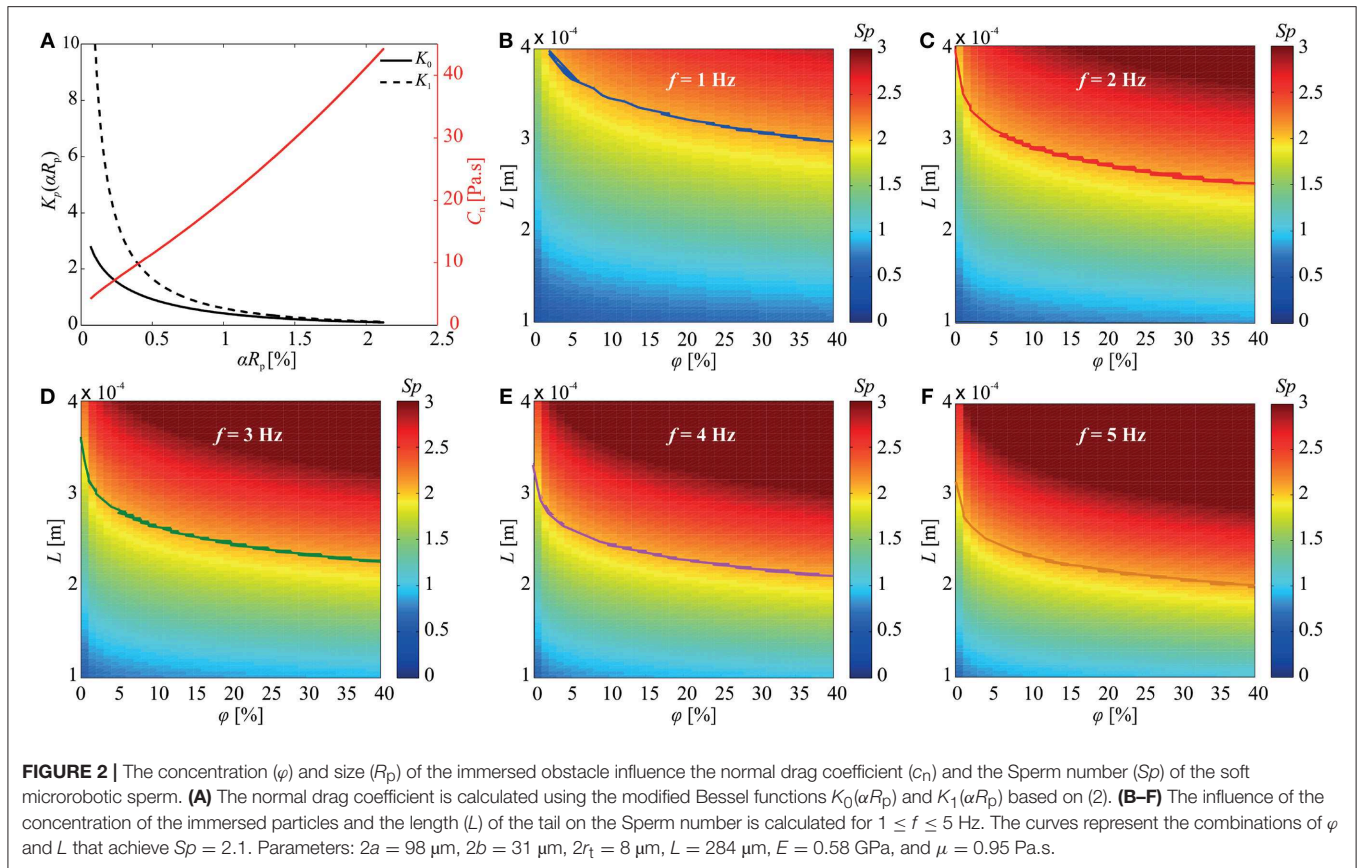 A
10
8
6
4
2
0
K_p(αR_p)
K_0
K_1
40
30
20
10
0
C_n [Pa.s]
0
0.5
1.0
1.5
2.0
2.5
αR_p[%]
B
x 10^-4
4
3
2
1
L [m]
f = 1 Hz
0
5
10
15
20
25
30
35
40
φ [%]
Sp
3
2.5
2
1.5
1
0.5
0
C
x 10^-4
4
3
2
1
L [m]
f = 2 Hz
0
5
10
15
20
25
30
35
40
φ [%]
Sp
3
2.5
2
1.5
1
0.5
0
D
x 10^-4
4
3
2
1
L [m]
f = 3 Hz
0
5
10
15
20
25
30
35
40
φ [%]
Sp
3
2.5
2
1.5
1
0.5
0
E
x 10^-4
4
3
2
1
L [m]
f = 4 Hz
0
5
10
15
20
25
30
35
40
φ [%]
Sp
3
2.5
2
1.5
1
0.5
0
F
x 10^-4
4
3
2
1
L [m]
f = 5 Hz
0
5
10
15
20
25
30
35
40
φ [%]
Sp
3
2.5
2
1.5
1
0.5
0
FIGURE 2 | The concentration (φ) and size (R_p) of the immersed obstacle influence the normal drag coefficient (c_n) and the Sperm number (Sp) of the soft
microrobotic sperm. (A) The normal drag coefficient is calculated using the modified Bessel functions K_0(αR_p) and K_1(αR_p) based on (2). (B–F) The influence of the
concentration of the immersed particles and the length (L) of the tail on the Sperm number is calculated for 1 ≤ f ≤ 5 Hz. The curves represent the combinations of φ
and L that achieve Sp = 2.1. Parameters: 2a = 98 μm, 2b = 31 μm, 2r_t = 8 μm, L = 284 μm, E = 0.58 GPa, and μ = 0.95 Pa.s.